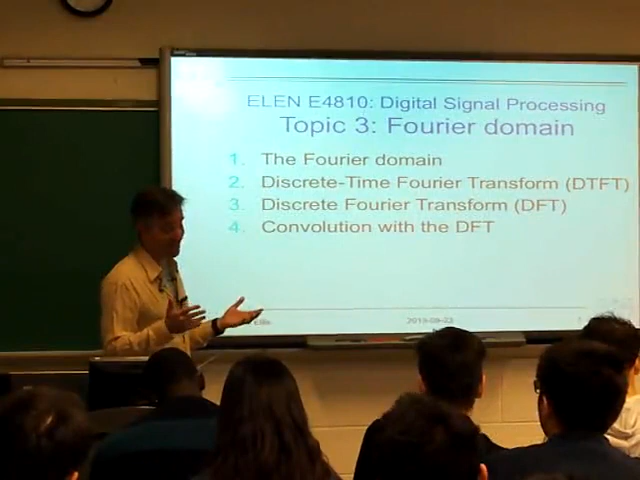 ELEN E4810: Digital Signal Processing
Topic 3: Fourier domain
1. The Fourier domain
2. Discrete-Time Fourier Transform (DTFT)
3. Discrete Fourier Transform (DFT)
4. Convolution with the DFT